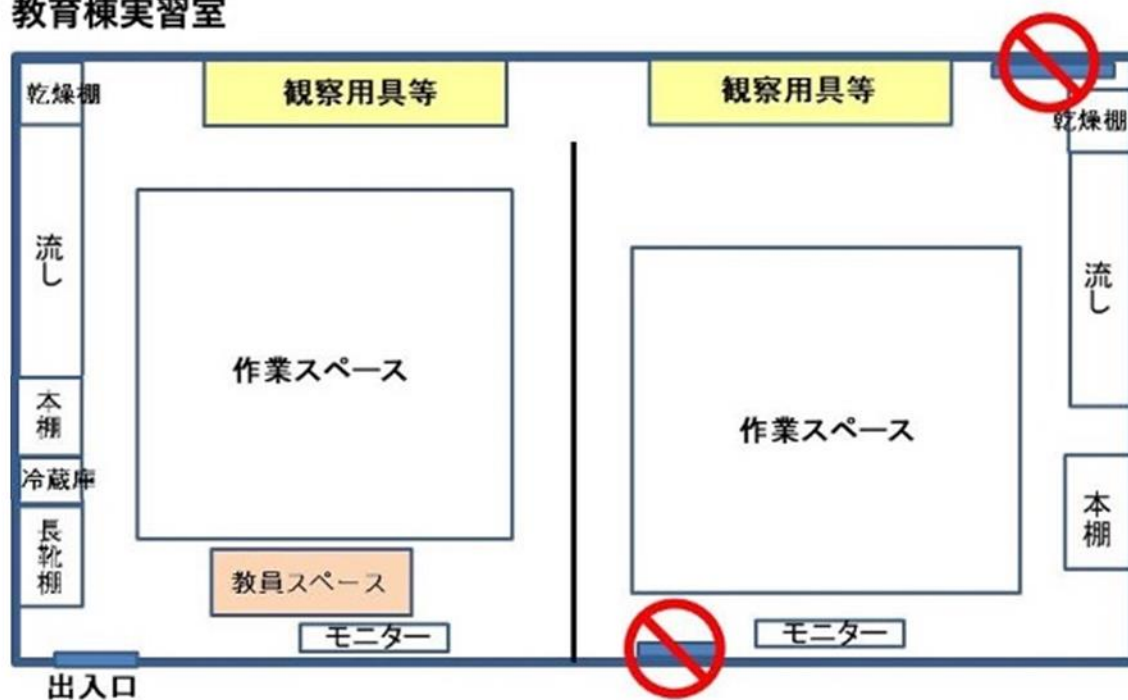 教育棟実習室
乾燥棚
観察用具等
観察用具等
乾燥棚
流し
流し
作業スペース
作業スペース
本棚
冷蔵庫
本棚
長靴棚
教員スペース
モニター
モニター
出入口